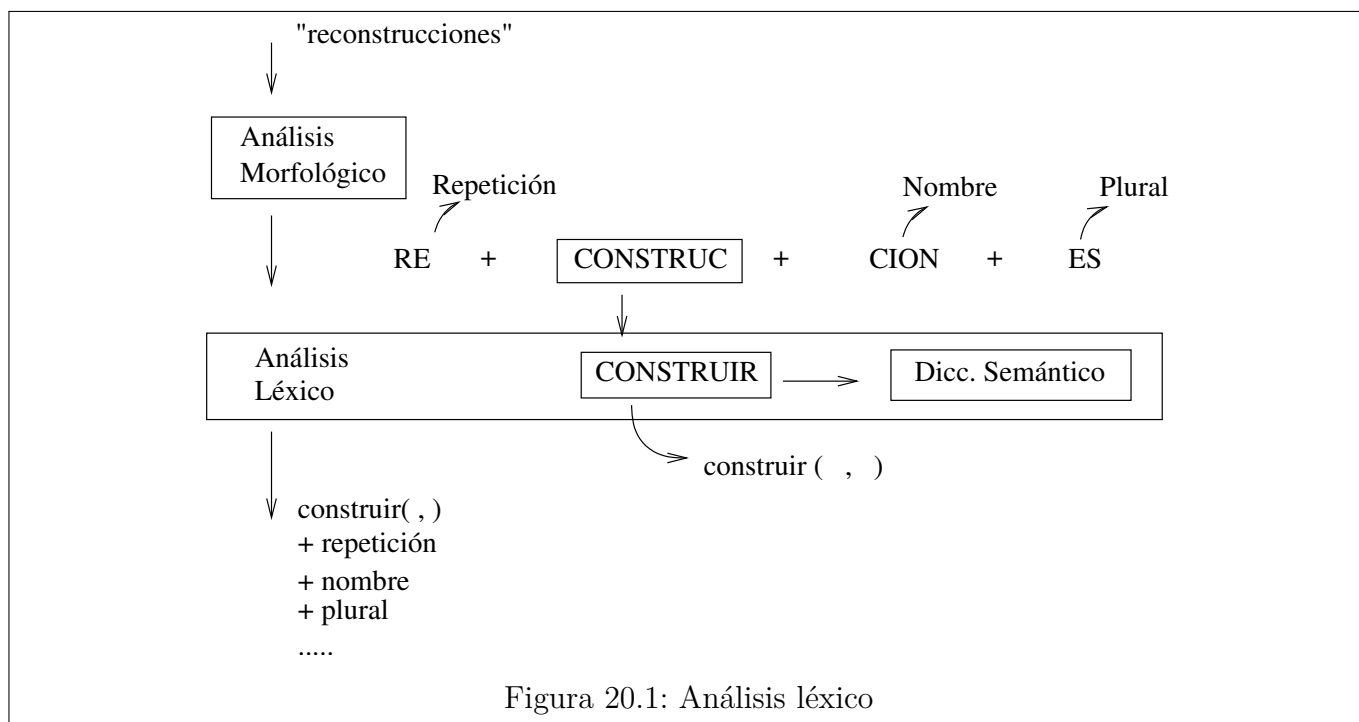 "reconstrucciones"
Análisis
Morfológico
Repetición
Nombre
Plural
RE + CONSTRUC + CION + ES
Análisis
Léxico
CONSTRUIR
Dicc. Semántico
construir ( , )
construir( , )
+ repetición
+ nombre
+ plural
.....
Figura 20.1: Análisis léxico